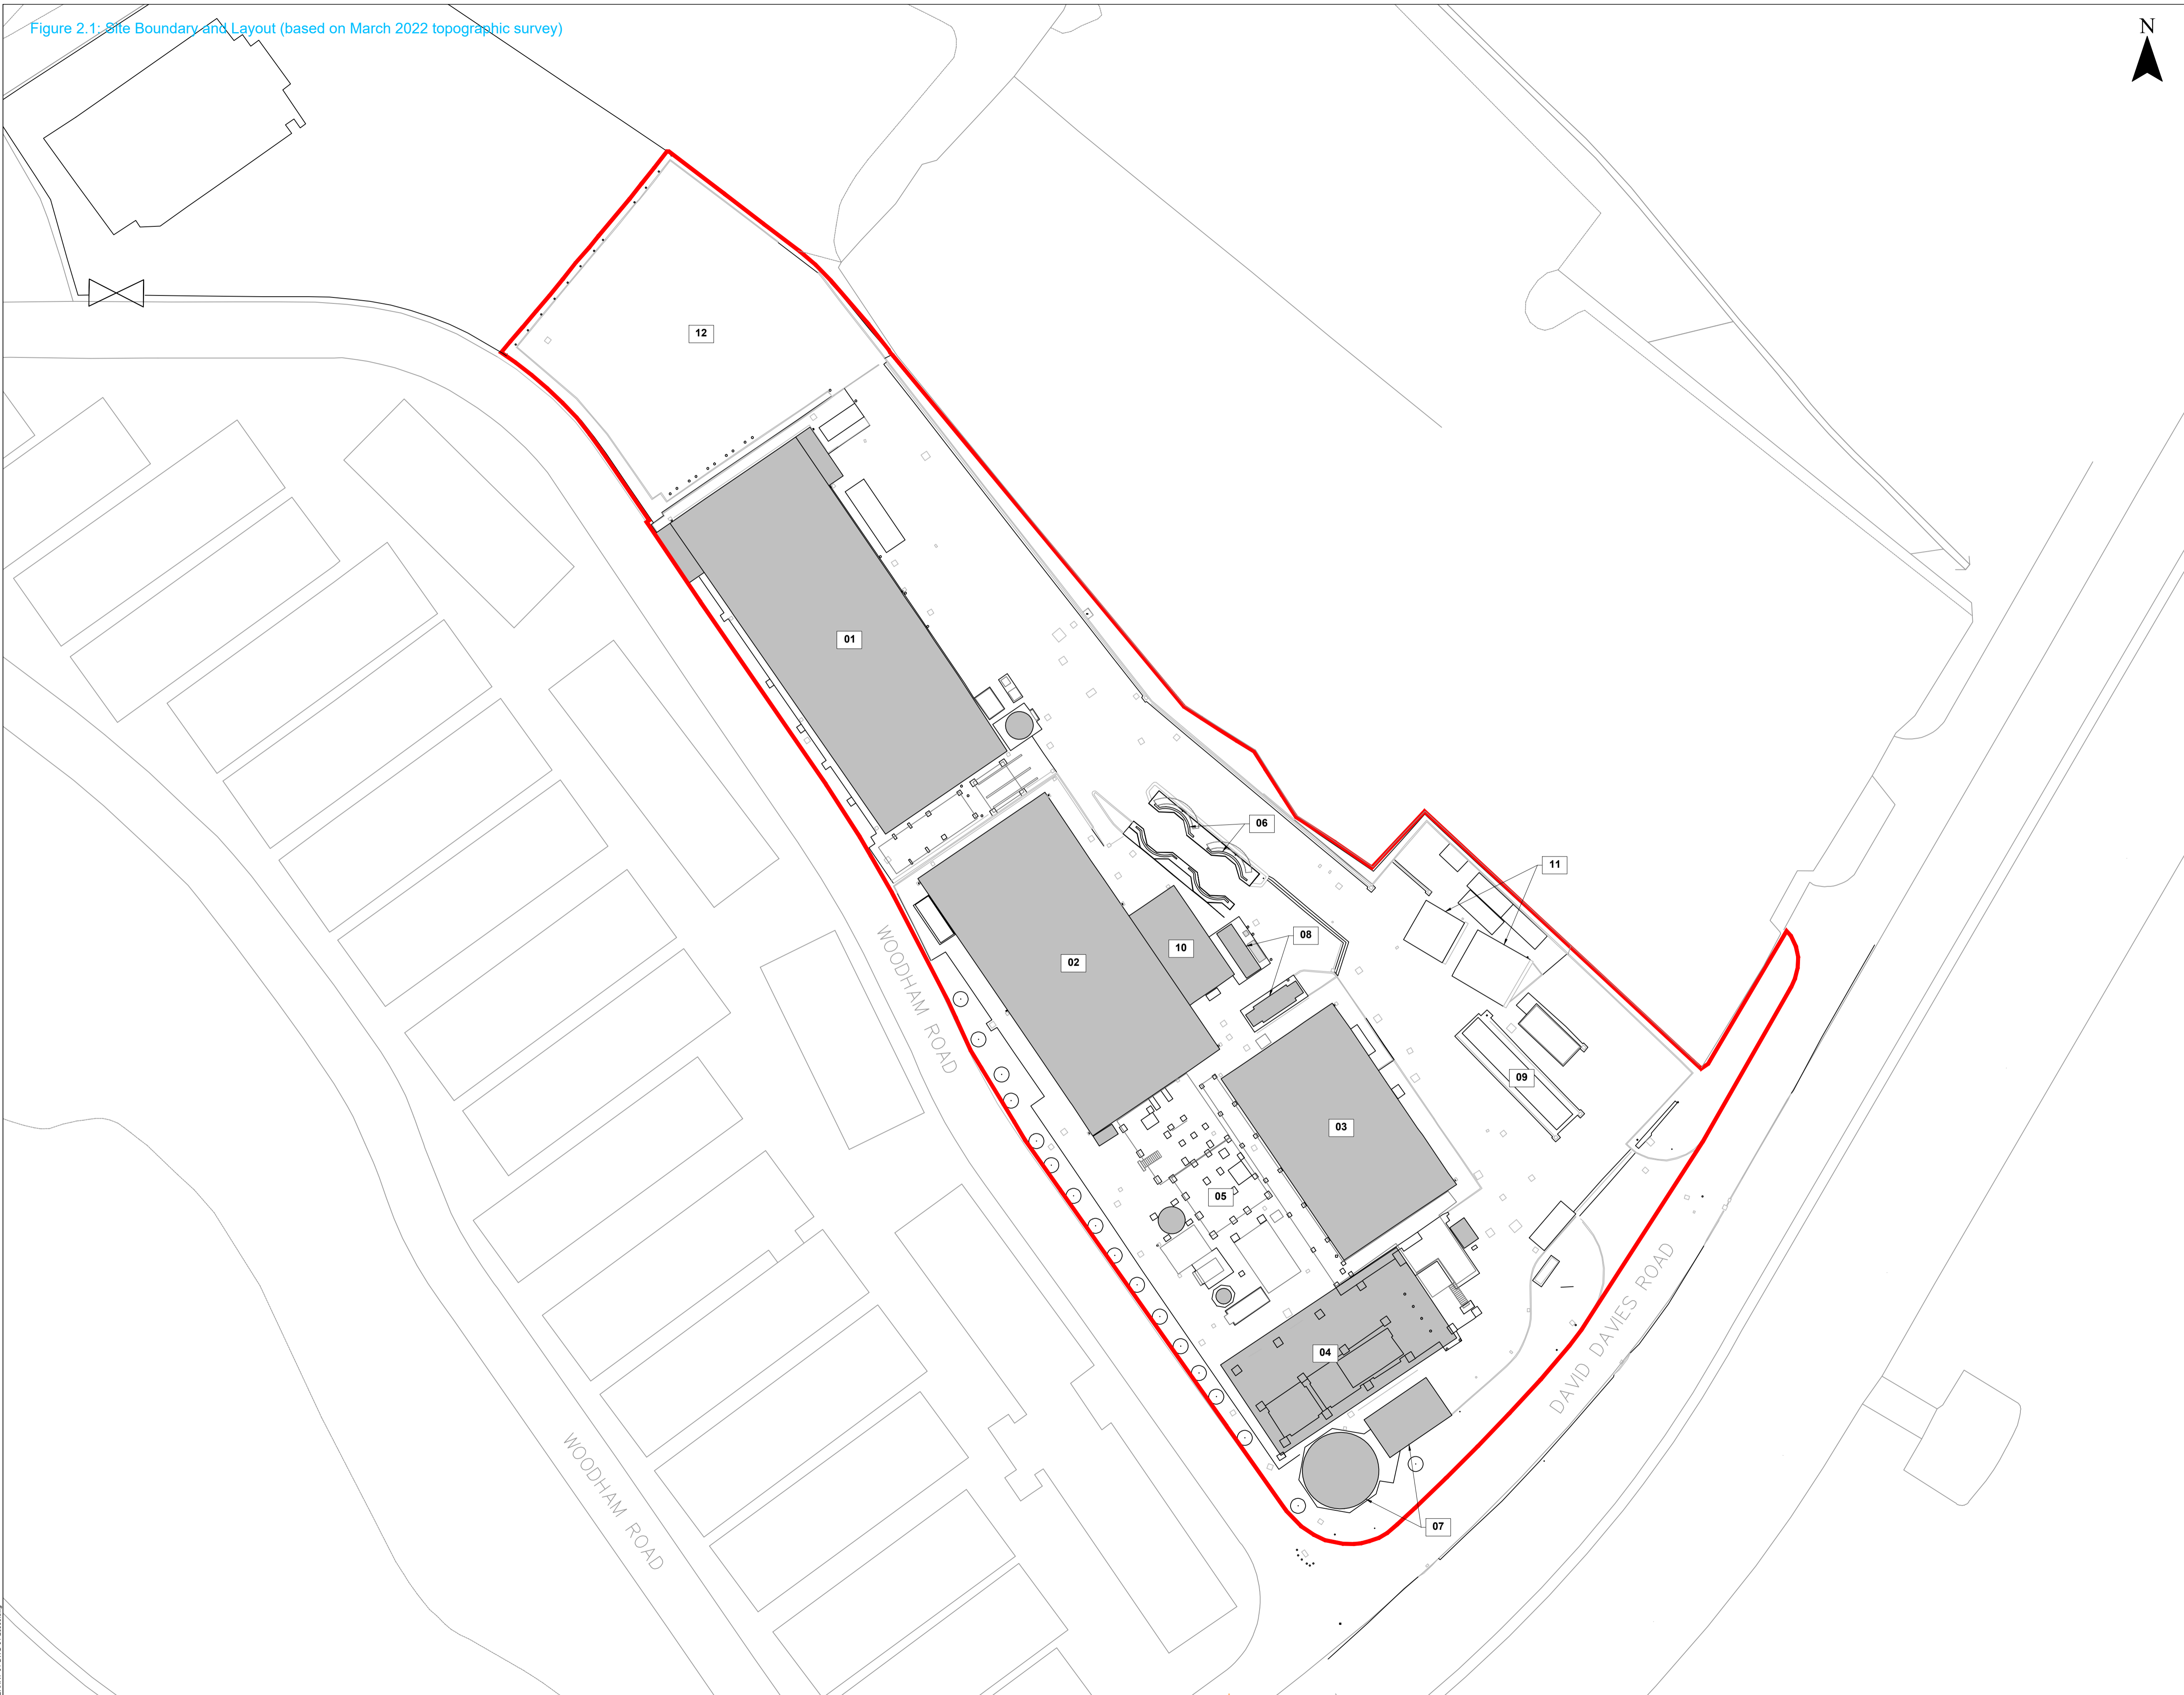 Figure 2.1: Site Boundary and Layout (based on March 2022 topographic survey)
N
12
01
06
11
08
10
02
WOODHAM ROAD
09
03
05
DAVID DAVIES ROAD
04
WOODHAM ROAD
07